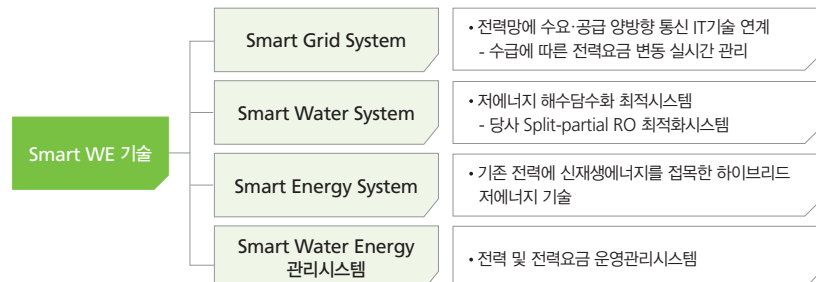 Smart WE 기술
Smart Grid System
• 전력망에 수요·공급 양방향 통신 IT기술 연계
- 수급에 따른 전력요금 변동 실시간 관리
Smart Water System
• 저에너지 해수담수화 최적시스템
- 당사 Split-partial RO 최적화시스템
Smart Energy System
• 기존 전력에 신재생에너지를 접목한 하이브리드
저에너지 기술
Smart Water Energy
관리시스템
• 전력 및 전력요금 운영관리시스템